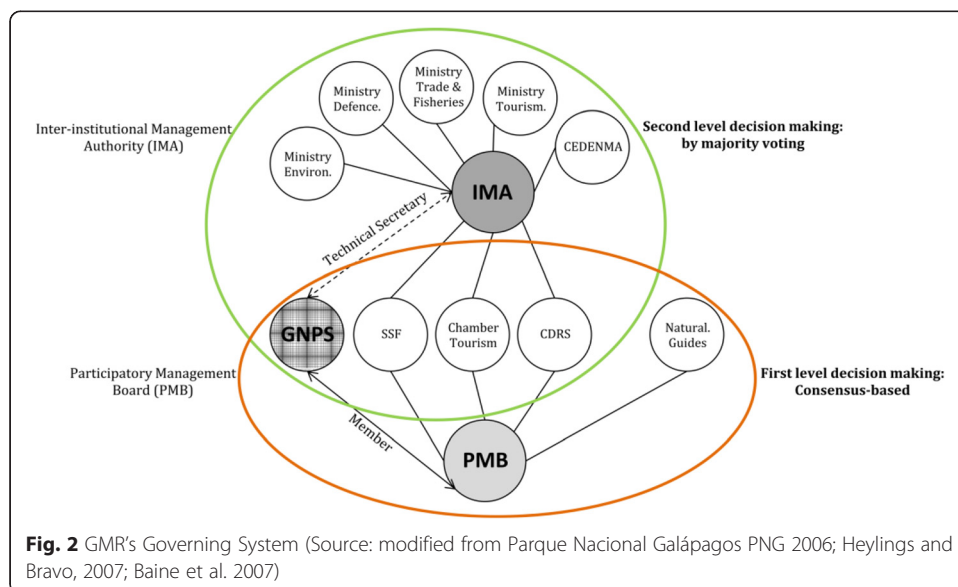 Ministry
Trade &
Fisheries
Ministry
Defence.
Ministry
Tourism.
Inter-institutional Management
Authority (IMA)
Second level decision making:
by majority voting
CEDENMA
Ministry
Environ.
IMA
Technical Secretary
GNPS
SSF
Chamber
Tourism
CDRS
Natural.
Guides
Participatory Management
Board (PMB)
First level decision making:
Consensus-based
Member
PMB
Fig. 2 GMR's Governing System (Source: modified from Parque Nacional Galápagos PNG 2006; Heylings and
Bravo, 2007; Baine et al. 2007)